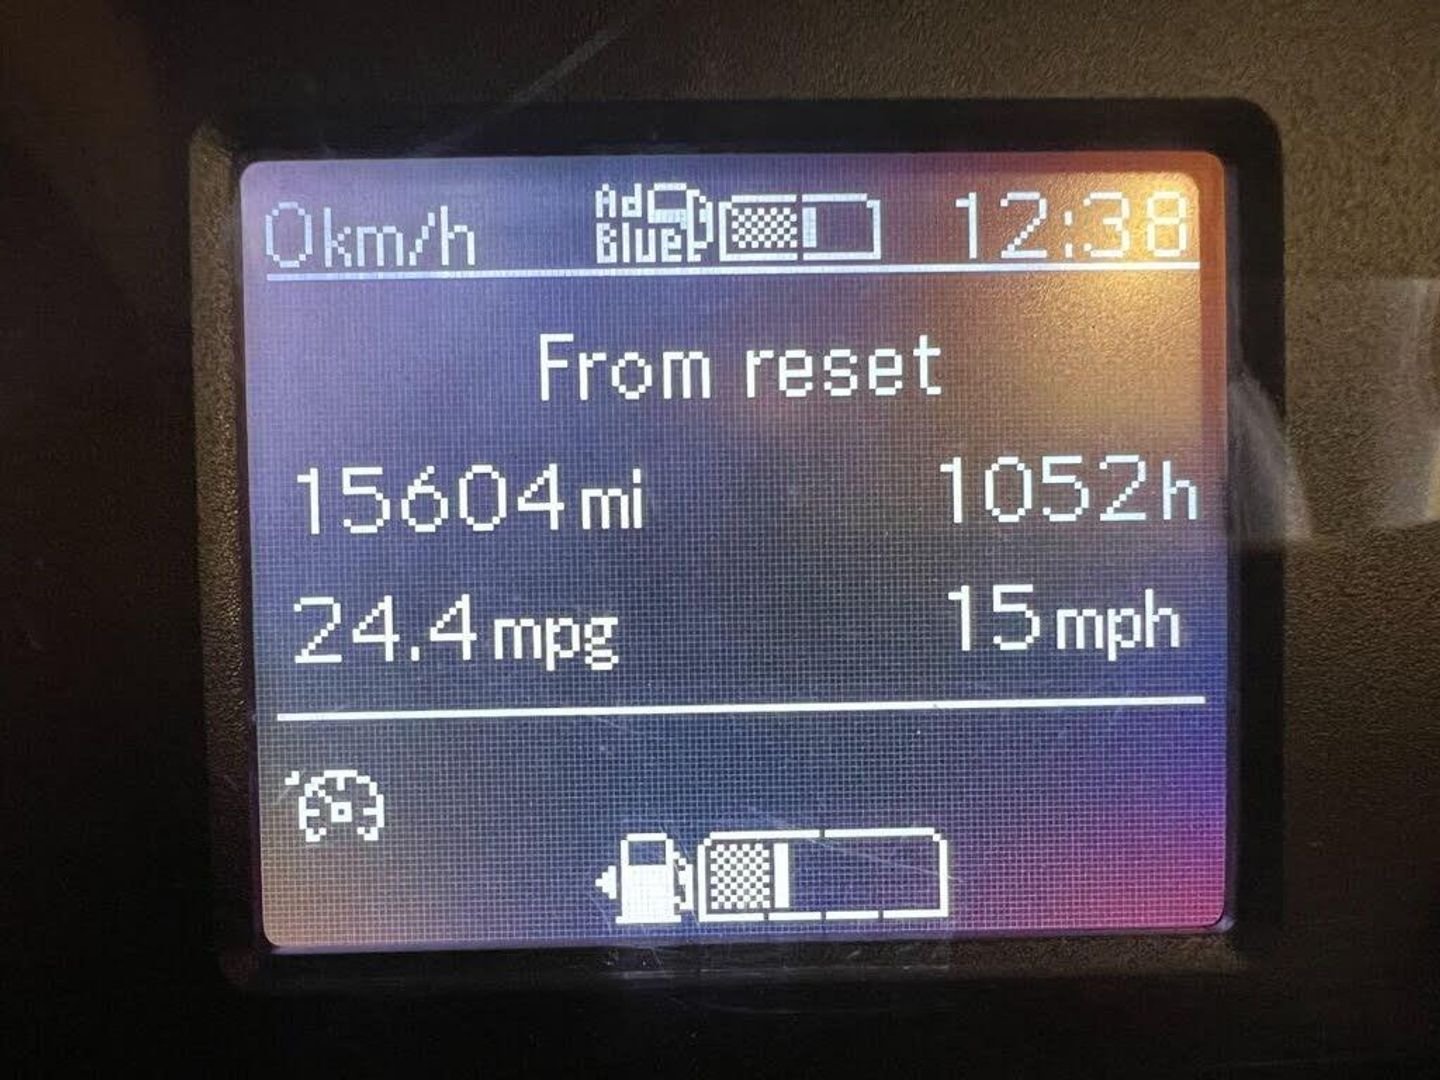 0km/h AdBlue 12:38
From reset
15604mi 1052h
24.4mpg 15mph